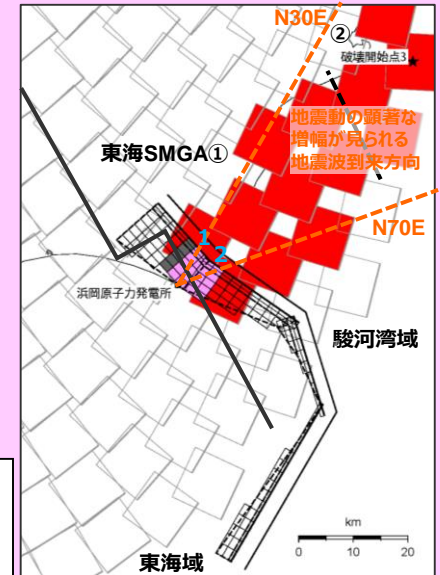 N30E
②
破壊開始点3
地震動の顕著な
増幅が見られる
地震波到来方向
東海SMGA①
N70E
1
2
浜岡原子力発電所
駿河湾域
km
0 10 20
東海域